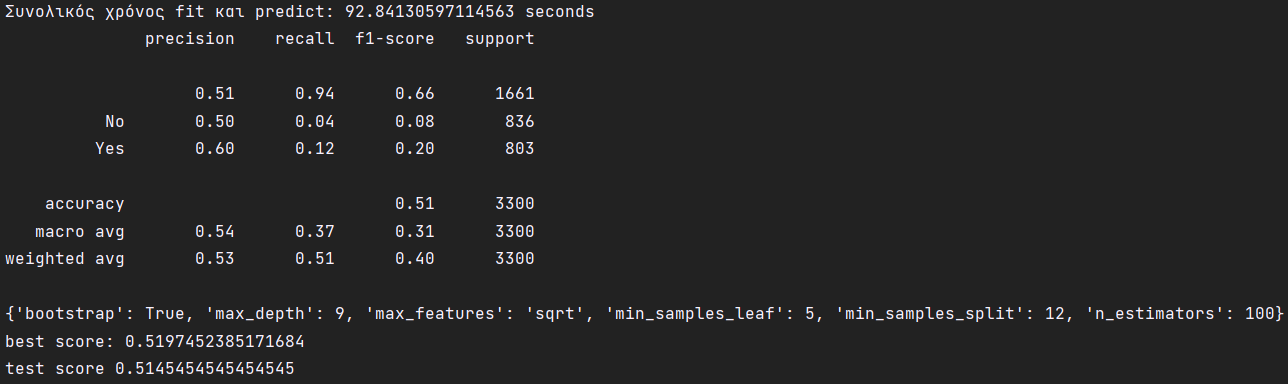 Συνολικός χρόνος fit και predict: 92.84130597114563 seconds
precision recall f1-score support
0.51 0.94 0.66 1661
No 0.50 0.04 0.08 836
Yes 0.60 0.12 0.20 803
accuracy 0.51 3300
macro avg 0.54 0.37 0.31 3300
weighted avg 0.53 0.51 0.40 3300
{'bootstrap': True, 'max_depth': 9, 'max_features': 'sqrt', 'min_samples_leaf': 5, 'min_samples_split': 12, 'n_estimators': 100}
best score: 0.5197452385171684
test score 0.5145454545454545